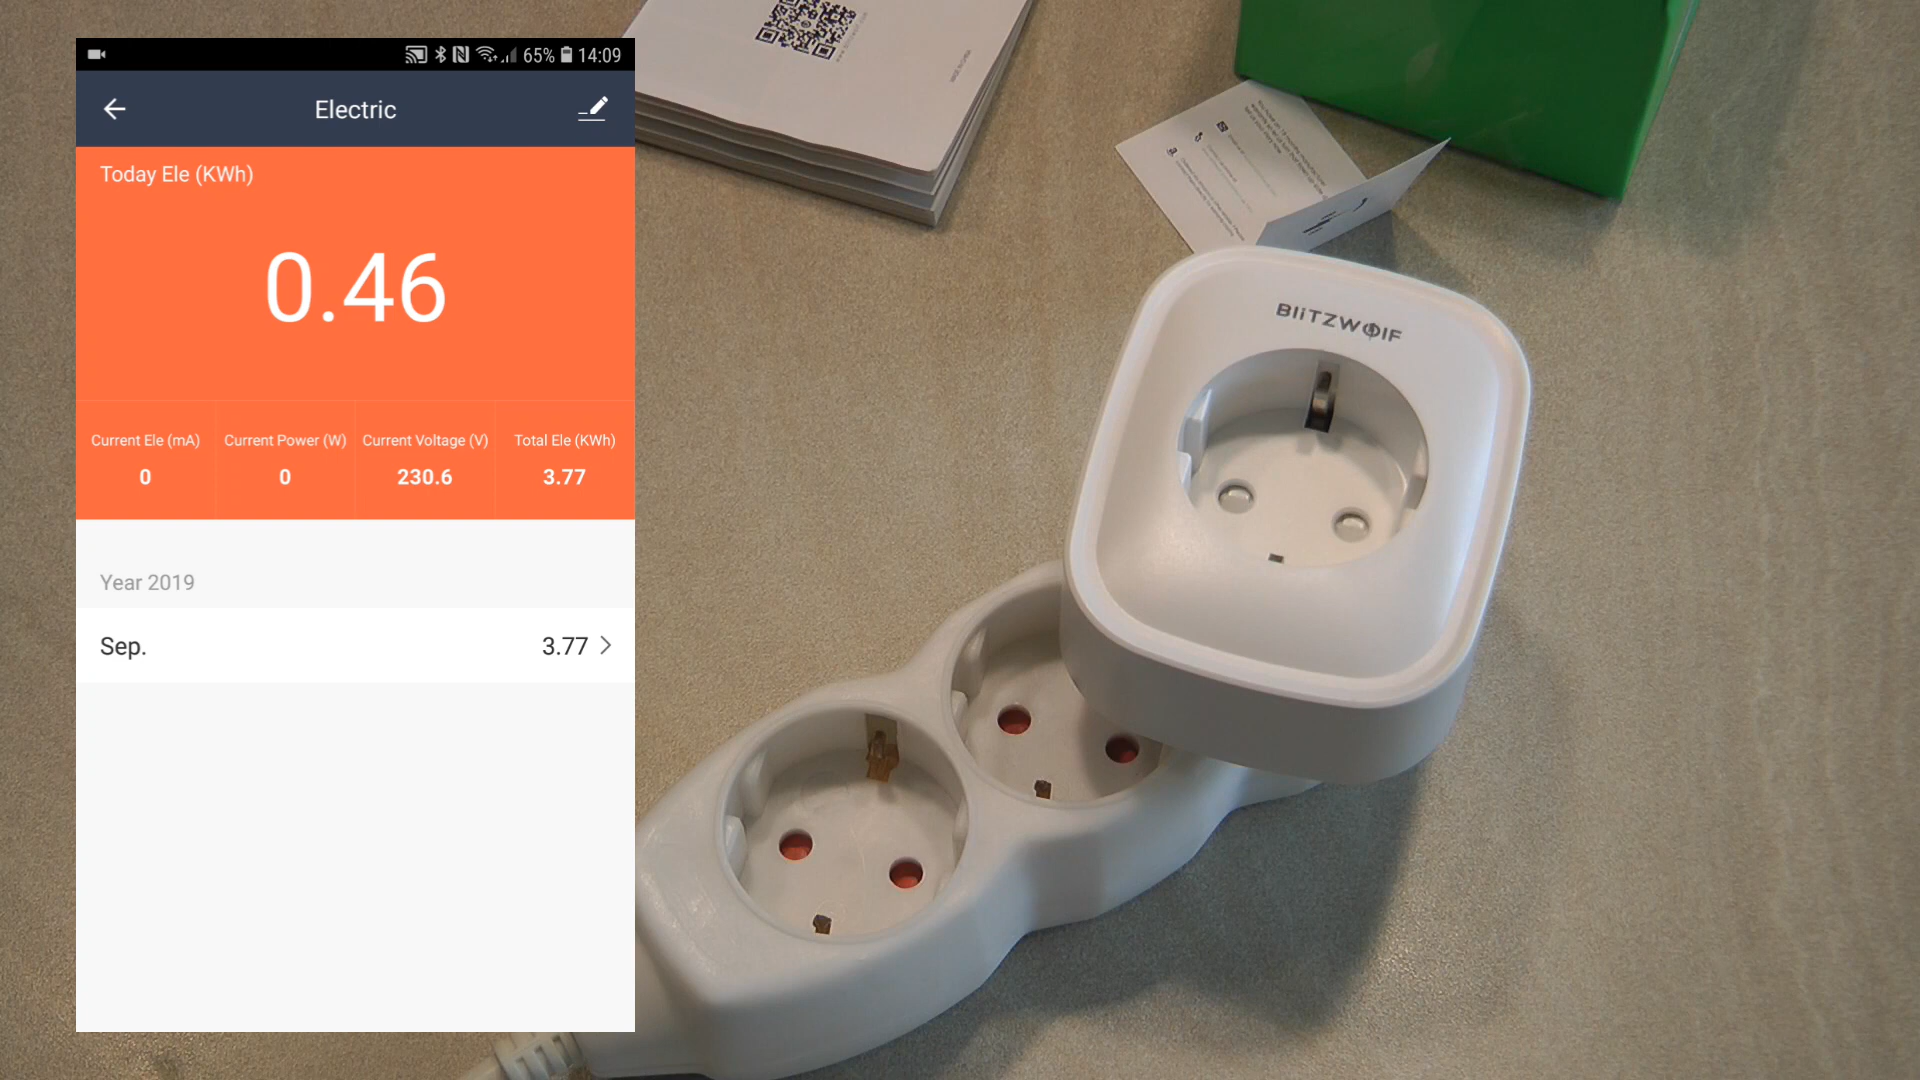 65% 14:09
Electric
Today Ele (KWh)
0.46
Current Ele (mA) Current Power (W) Current Voltage (V) Total Ele (KWh)
0 0 230.6 3.77
Year 2019
Sep. 3.77
BliTZWOlF